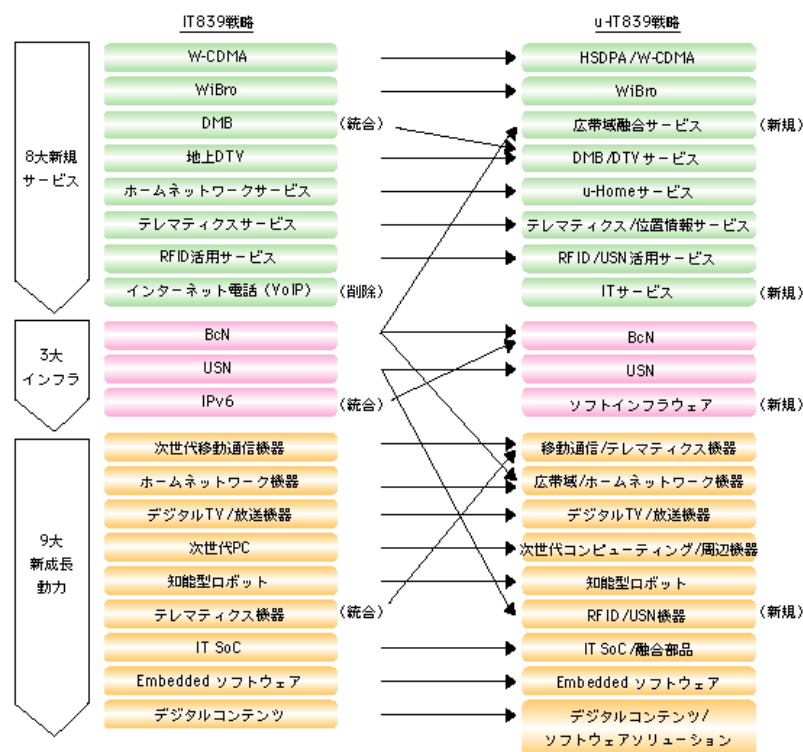 IT839戦略
u-IT839戦略
8大新規
サービス
W-CDMA
HSDPA/W-CDMA
WiBro
WiBro
DMB
(統合)
広帯域融合サービス
(新規)
地上DTV
DMB/DTVサービス
ホームネットワークサービス
u-Homeサービス
テレマティクスサービス
テレマティクス/位置情報サービス
RFID活用サービス
RFID/USN活用サービス
インターネット電話(VoIP)
(削除)
ITサービス
(新規)
3大
インフラ
BcN
BcN
USN
USN
IPv6
(統合)
ソフトインフラウェア
(新規)
9大
新成長
動力
次世代移動通信機器
移動通信/テレマティクス機器
ホームネットワーク機器
広帯域/ホームネットワーク機器
デジタルTV/放送機器
デジタルTV/放送機器
次世代PC
次世代コンピューティング/周辺機器
知能型ロボット
知能型ロボット
テレマティクス機器
(統合)
RFID/USN機器
(新規)
IT SoC
IT SoC/融合部品
Embedded ソフトウェア
Embedded ソフトウェア
デジタルコンテンツ
デジタルコンテンツ/
ソフトウェアソリューション